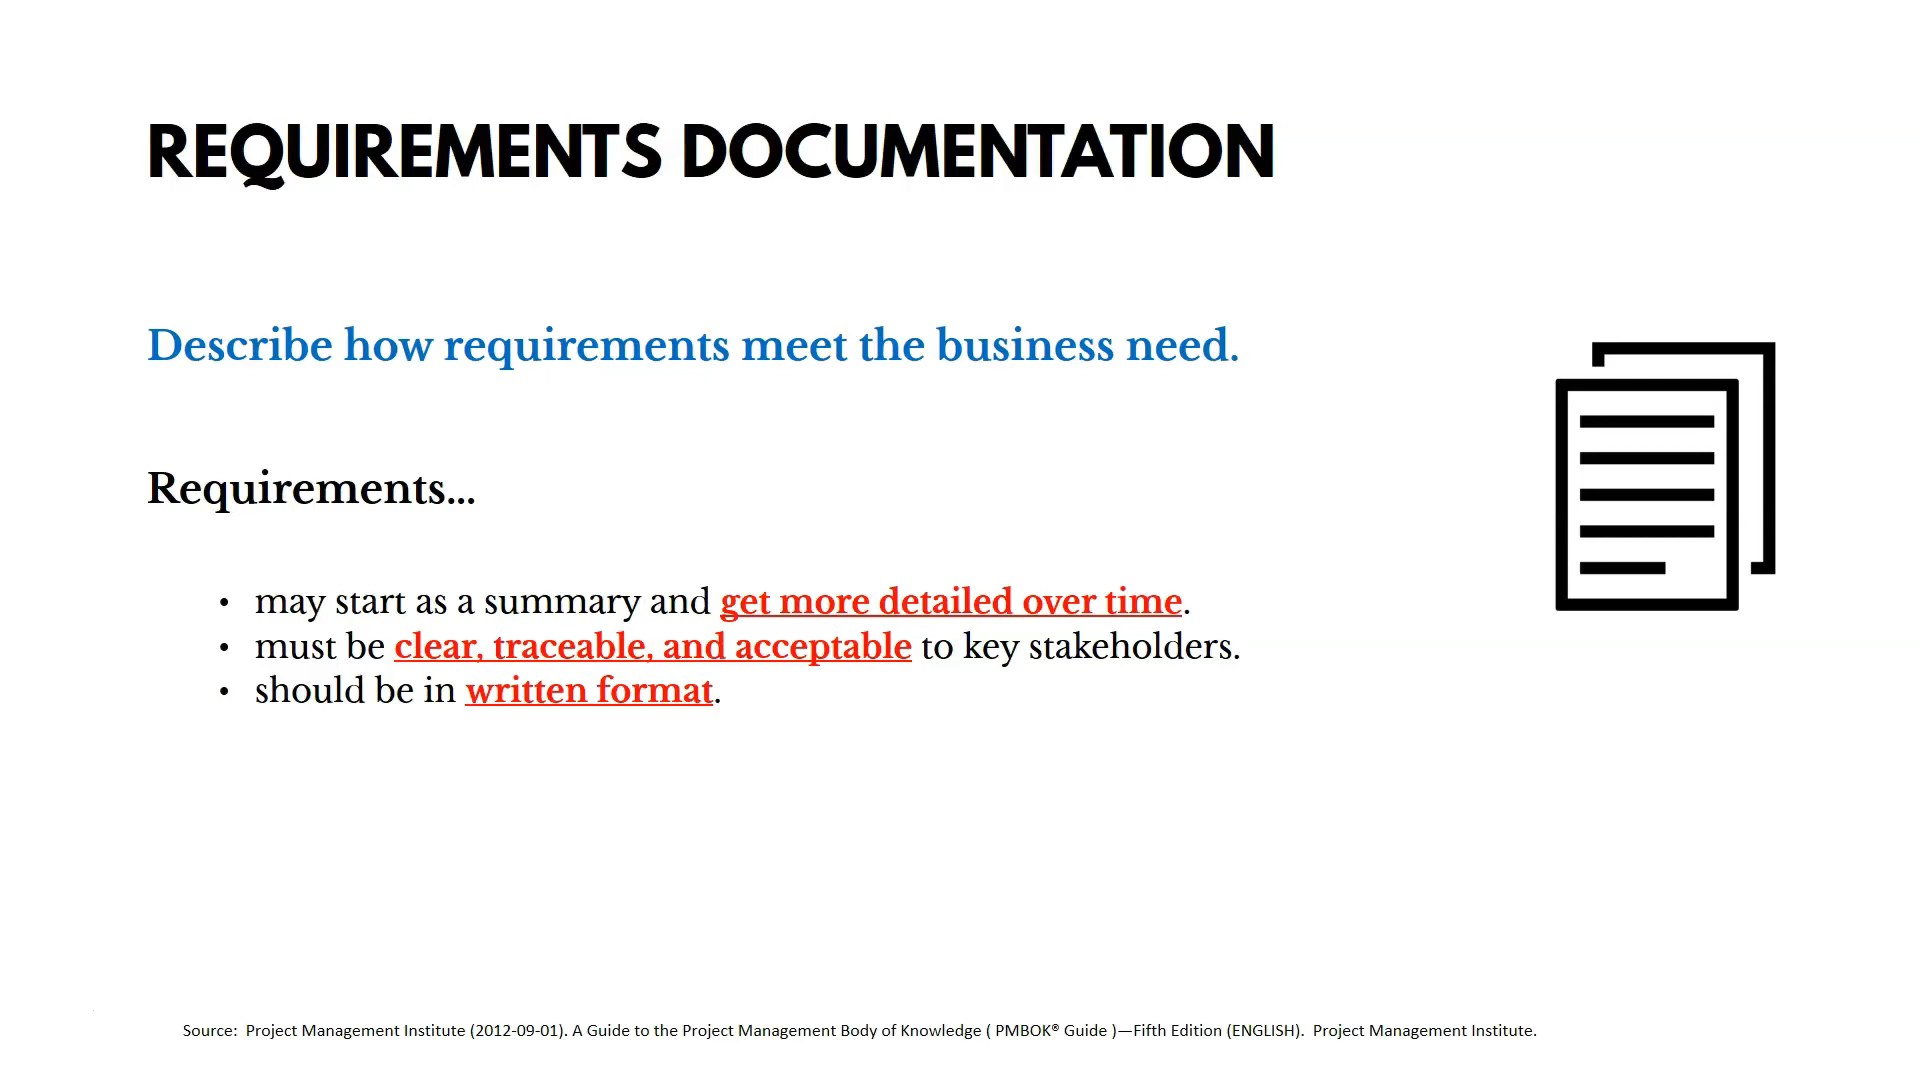 REQUIREMENTS DOCUMENTATION
Describe how requirements meet the business need.
Requirements...
• may start as a summary and get more detailed over time.
• must be clear, traceable, and acceptable to key stakeholders.
• should be in written format.
Source:  Project Management Institute (2012-09-01). A Guide to the Project Management Body of Knowledge ( PMBOK® Guide )—Fifth Edition (ENGLISH).  Project Management Institute.